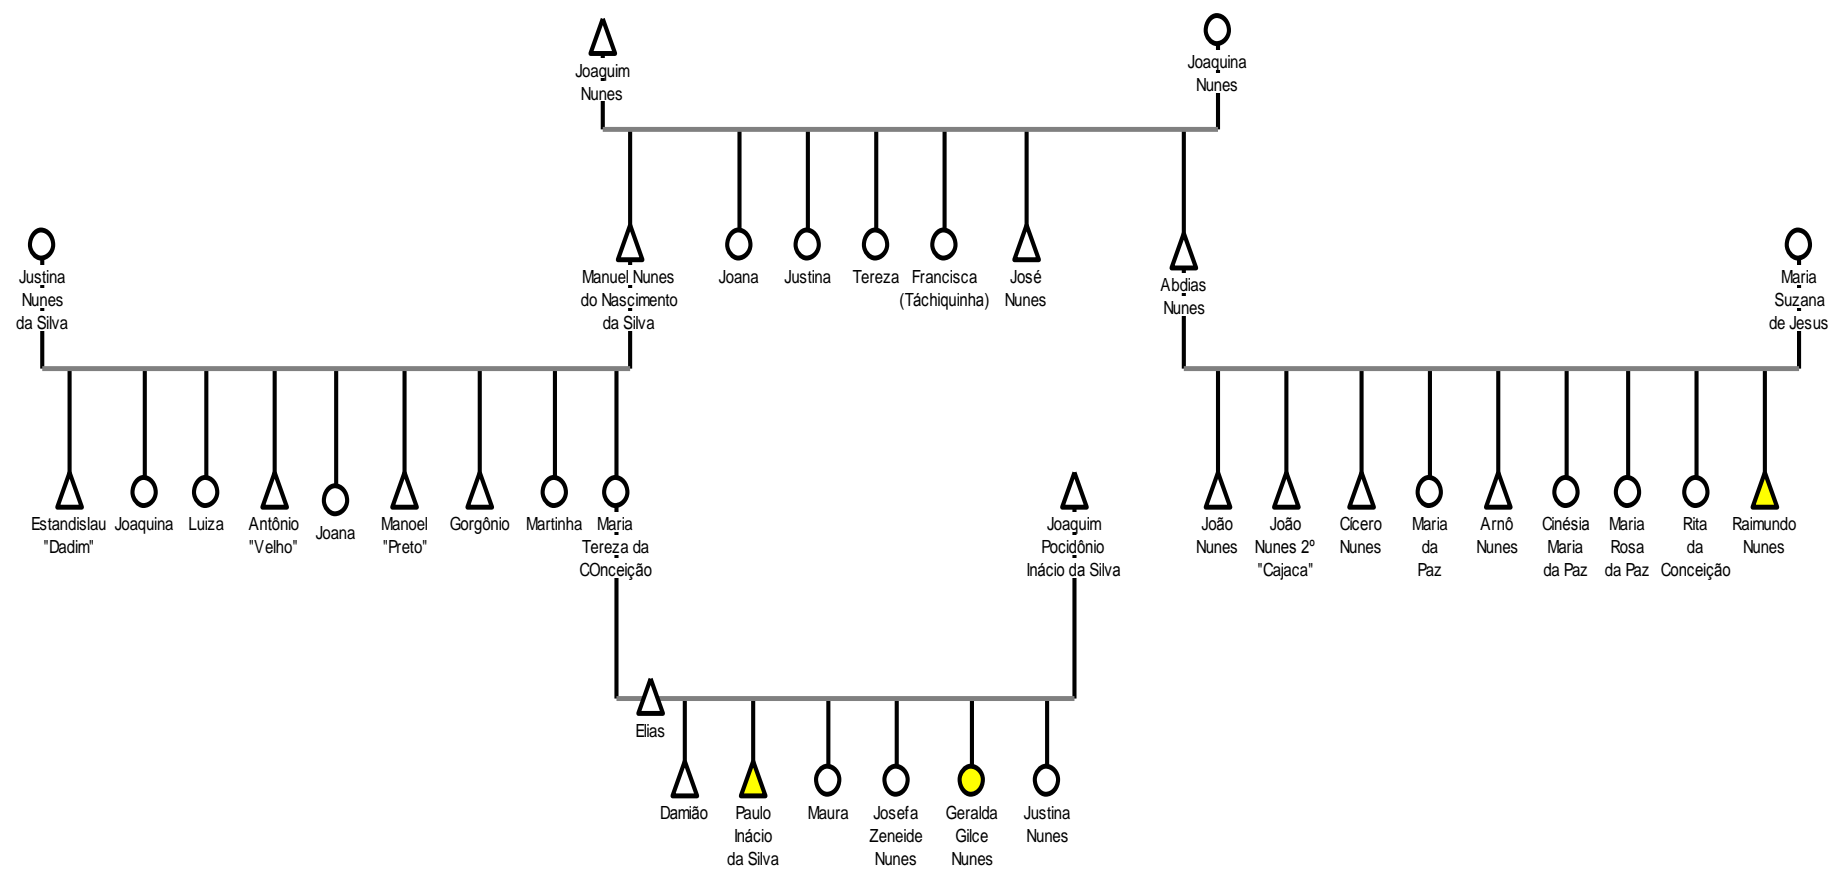 Joaquim
Nunes
Joaquina
Nunes
Justina
Nunes
da Silva
Manuel Nunes
do Nascimento
da Silva
Joana
Justina
Tereza
Francisca
(Táchiquinha)
José
Nunes
Abdias
Nunes
Maria
Suzana
de Jesus
Estandislau
"Dadim"
Joaquina
Luiza
Antônio
"Velho"
Joana
Manoel
"Preto"
Gorgônio
Martinha
Maria
Tereza da
COnceição
Joaquim
Pocidônio
Inácio da Silva
João
Nunes
João
Nunes 2º
"Cajaca"
Cícero
Nunes
Maria
da
Paz
Arnô
Nunes
Cinésia
Maria
da Paz
Maria
Rosa
da Paz
Rita
da
Conceição
Raimundo
Nunes
Elias
Damião
Paulo
Inácio
da Silva
Maura
Josefa
Zeneide
Nunes
Geralda
Gilce
Nunes
Justina
Nunes